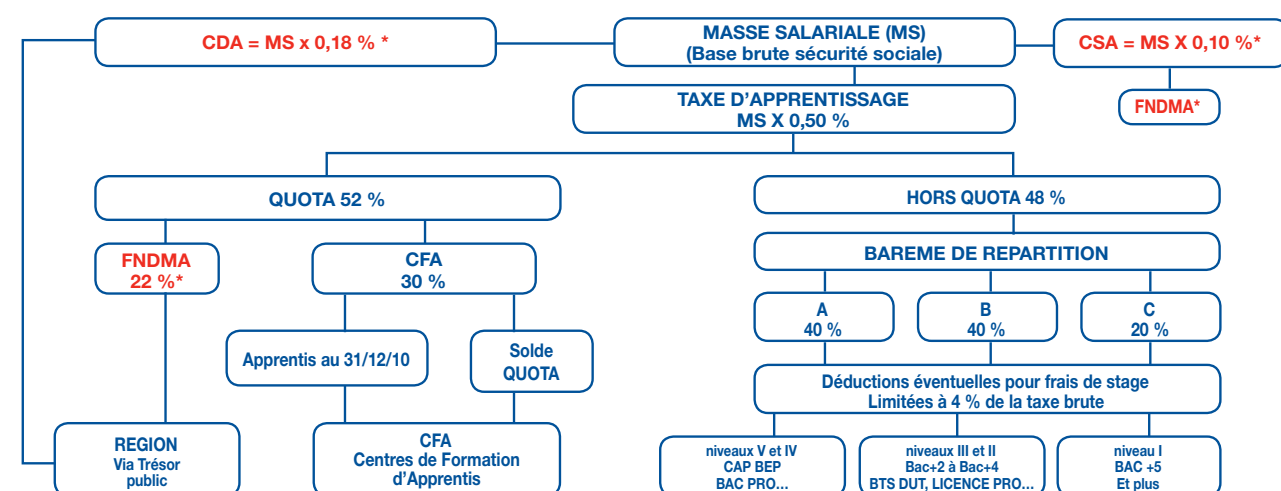 CDA = MS x 0,18 % *
MASSE SALARIALE (MS)
(Base brute sécurité sociale)
CSA = MS X 0,10 %*
FNDMA*
TAXE D'APPRENTISSAGE
MS X 0,50 %
QUOTA 52 %
HORS QUOTA 48 %
FNDMA
22 %*
CFA
30 %
BAREME DE REPARTITION
A
40 %
B
40 %
C
20 %
Apprentis au 31/12/10
Solde
QUOTA
Déductions éventuelles pour frais de stage
Limitées à 4 % de la taxe brute
REGION
Via Trésor
public
CFA
Centres de Formation
d'Apprentis
niveaux V et IV
CAP BEP
BAC PRO...
niveaux III et II
Bac+2 à Bac+4
BTS DUT, LICENCE PRO...
niveau I
BAC +5
Et plus